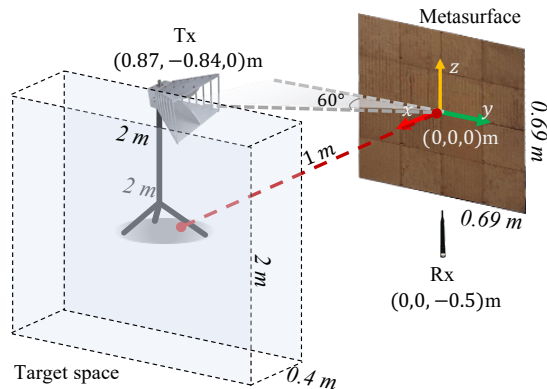 Metasurface
Tx
(0.87, −0.84,0)m
z
60°
x
y
(0,0,0)m
2 m
1 m
0.69 m
2 m
0.69 m
2 m
Rx
(0,0, −0.5)m
Target space
0.4 m